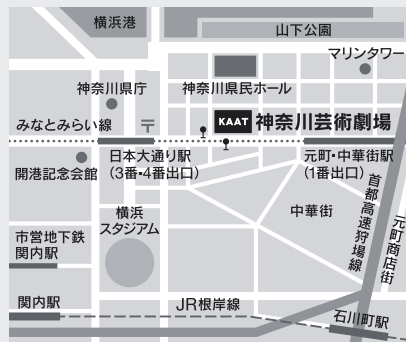 横浜港
山下公園
マリンタワー
神奈川県庁
神奈川県民ホール
みなとみらい線
〒
KAAT 神奈川芸術劇場
開港記念会館
日本大通り駅
(3番・4番出口)
元町・中華街駅
(1番出口)
首都高速狩場線
元町商店街
横浜
スタジアム
中華街
市営地下鉄
関内駅
関内駅
JR根岸線
石川町駅